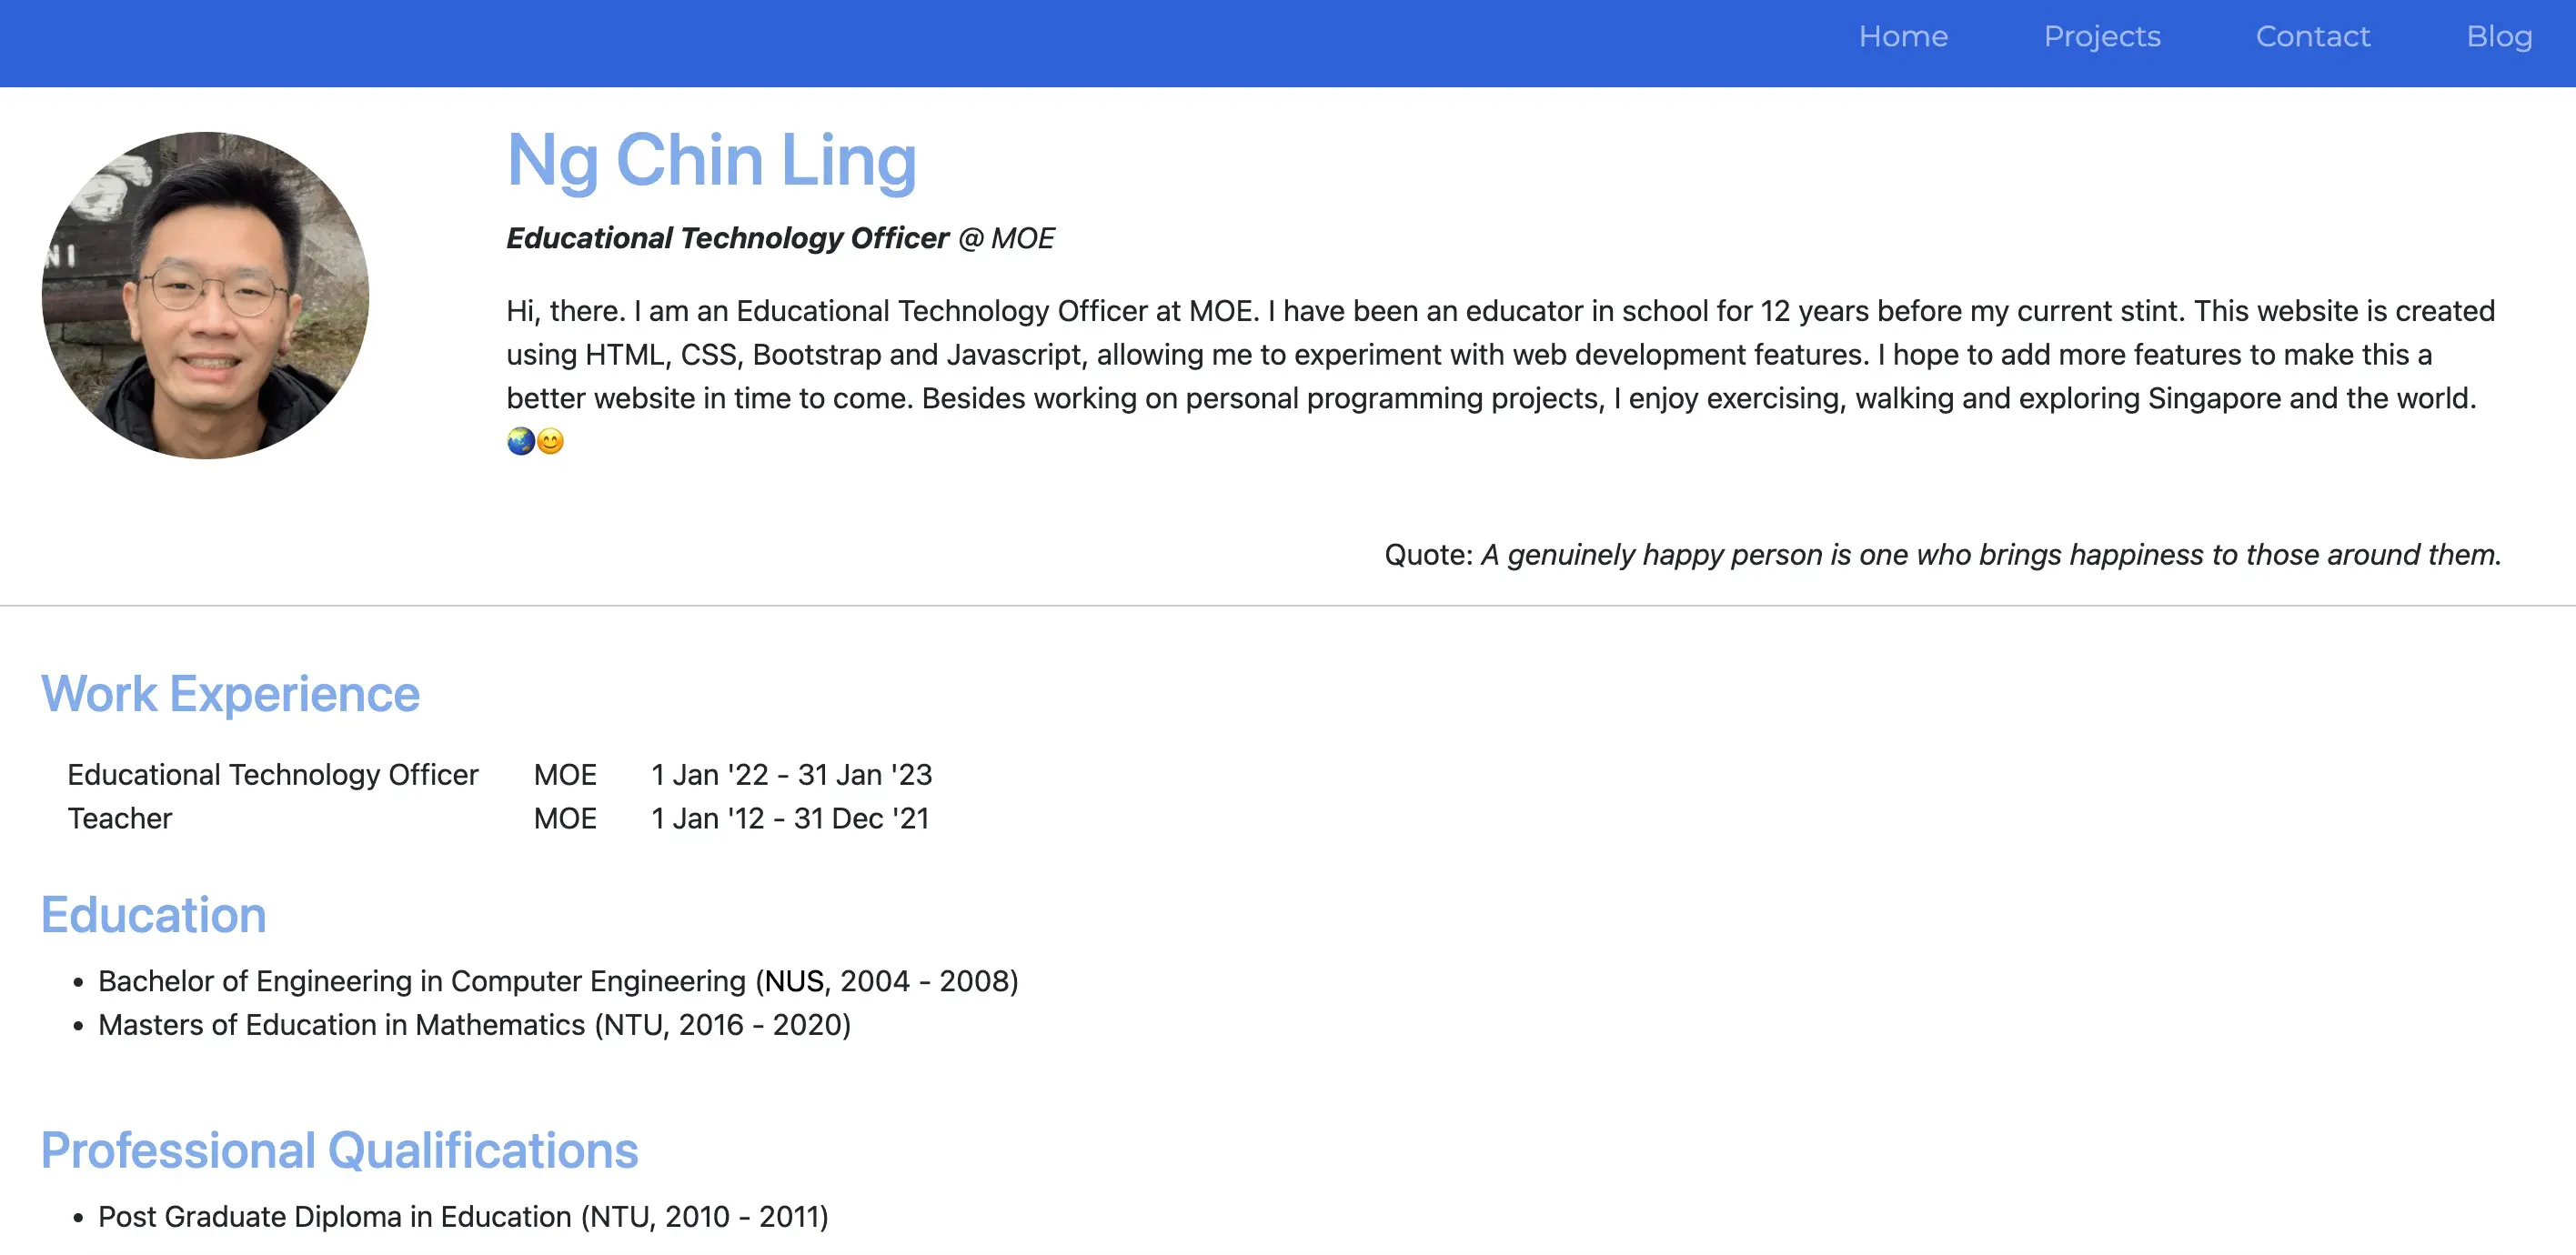 Home Projects Contact Blog
Ng Chin Ling
Educational Technology Officer @ MOE
Hi, there. I am an Educational Technology Officer at MOE. I have been an educator in school for 12 years before my current stint. This website is created
using HTML, CSS, Bootstrap and Javascript, allowing me to experiment with web development features. I hope to add more features to make this a
better website in time to come. Besides working on personal programming projects, I enjoy exercising, walking and exploring Singapore and the world.
🌏😊
Quote: A genuinely happy person is one who brings happiness to those around them.
Work Experience
Educational Technology Officer MOE 1 Jan '22 - 31 Jan '23
Teacher MOE 1 Jan '12 - 31 Dec '21
Education
• Bachelor of Engineering in Computer Engineering (NUS, 2004 - 2008)
• Masters of Education in Mathematics (NTU, 2016 - 2020)
Professional Qualifications
• Post Graduate Diploma in Education (NTU, 2010 - 2011)